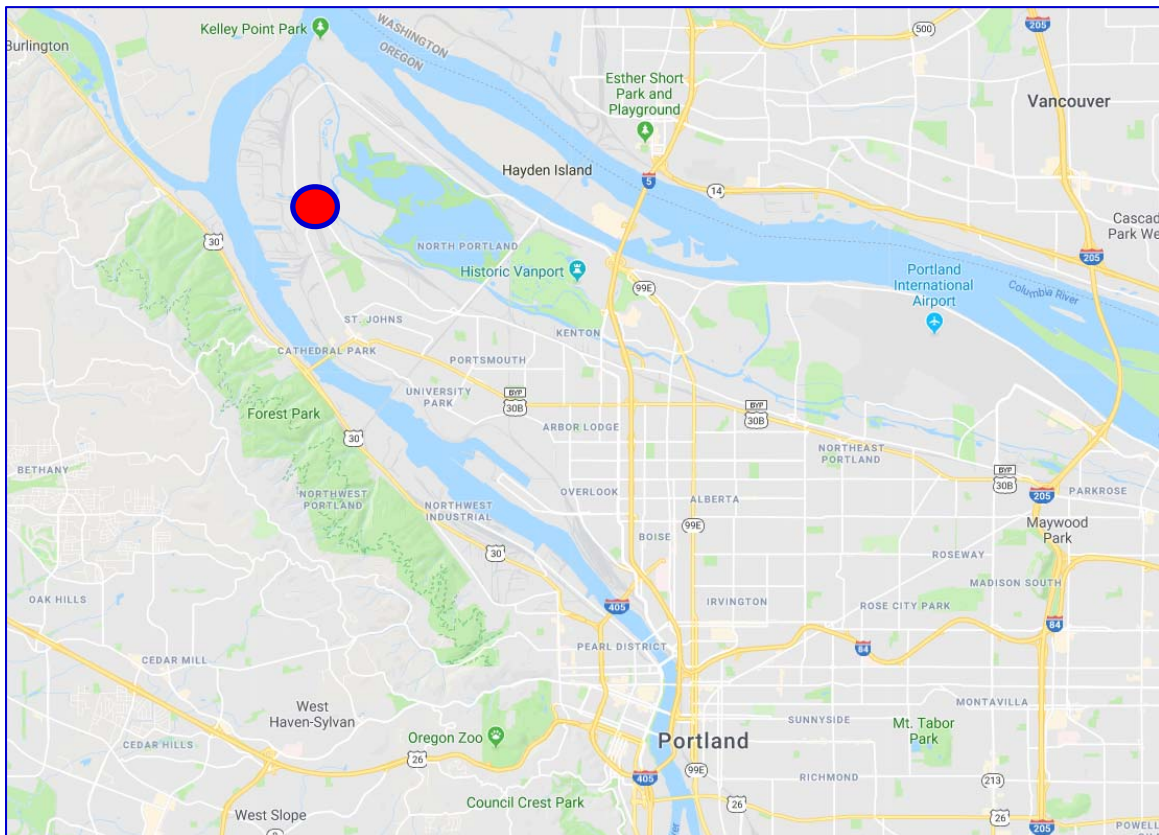 Kelley Point Park
WASHINGTON
OREGON
500
205
Burlington
Esther Short
Park and
Playground
Vancouver
Hayden Island
5
14
Cascad
Park We
30
NORTH PORTLAND
Historic Vanport
99E
205
Portland
International
Airport
Columbia River
ST. JOHNS
KENTON
CATHEDRAL PARK
PORTSMOUTH
UNIVERSITY
PARK
BYP
30B
BYP
30B
Forest Park
30
ARBOR LODGE
NORTHEAST
PORTLAND
BETHANY
BYP
30B
205
PARKROSE
NORTHWEST
PORTLAND
NORTHWEST
INDUSTRIAL
OVERLOOK
ALBERTA
99E
BOISE
Maywood
Park
30
ROSEWAY
MADISON SOUTH
OAK HILLS
405
IRVINGTON
ROSE CITY PARK
84
PEARL DISTRICT
84
CEDAR MILL
West
Haven-Sylvan
MONTAVILLA
SUNNYSIDE
Mt. Tabor
Park
CEDAR HILLS
Oregon Zoo
26
Portland
99E
405
RICHMOND
213
26
Council Crest Park
26
West Slope
205
POWELL